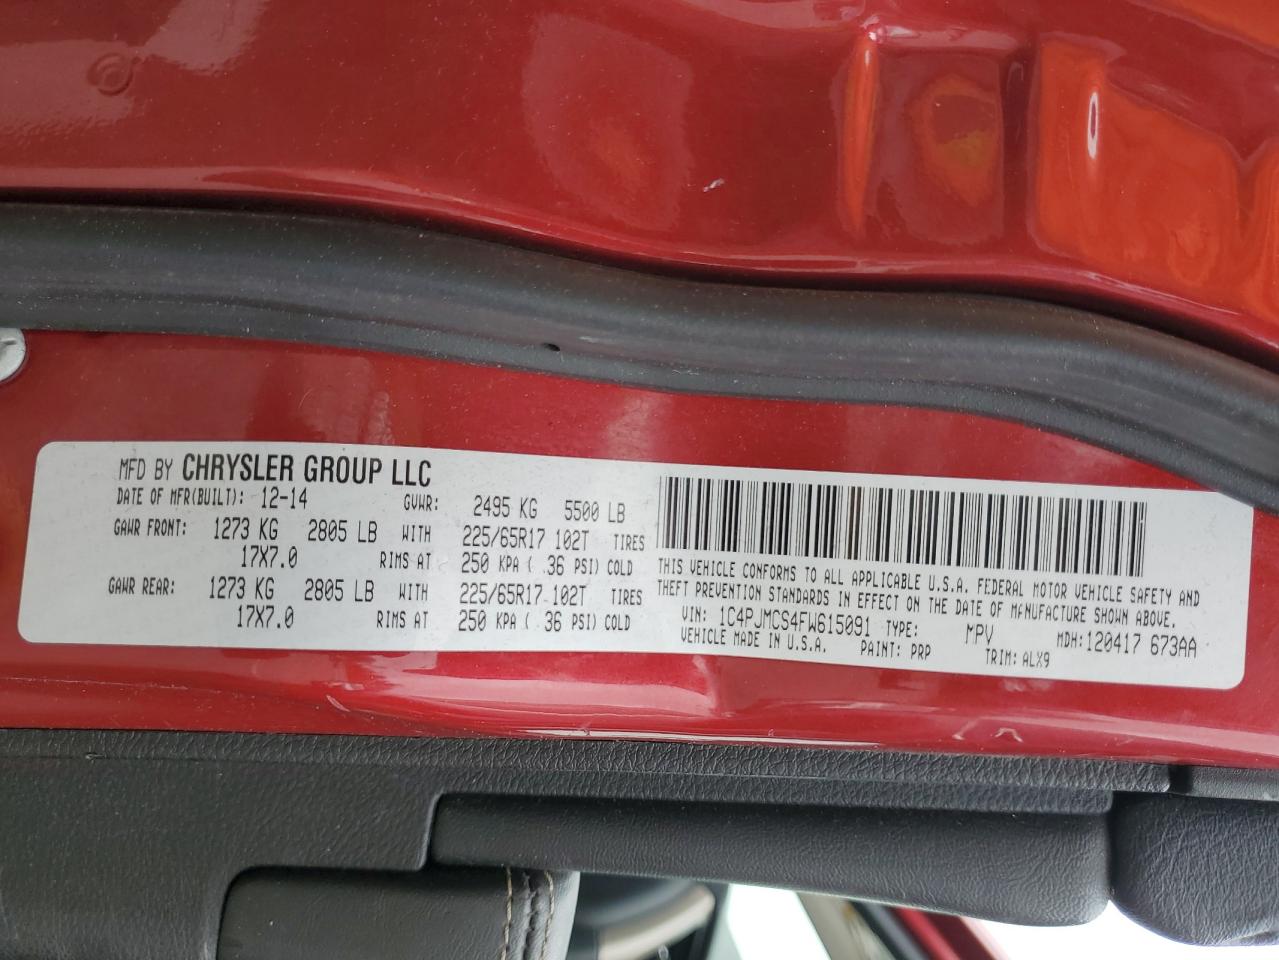 MFD BY CHRYSLER GROUP LLC
DATE OF MFR(BUILT): 12-14 GVWR: 2495 KG 5500 LB
GAWR FRONT: 1273 KG 2805 LB WITH 225/65R17 102T TIRES
17X7.0 RIMS AT 250 KPA ( 36 PSI) COLD
GAWR REAR: 1273 KG 2805 LB WITH 225/65R17 102T TIRES
17X7.0 RIMS AT 250 KPA ( 36 PSI) COLD
THIS VEHICLE CONFORMS TO ALL APPLICABLE U.S.A. FEDERAL MOTOR VEHICLE SAFETY AND
THEFT PREVENTION STANDARDS IN EFFECT ON THE DATE OF MANUFACTURE SHOWN ABOVE.
VIN: 1C4PJMCS4FW615091 TYPE: MPV MDH:120417 673AA
VEHICLE MADE IN U.S.A. PAINT: PRP TRIM: ALX9